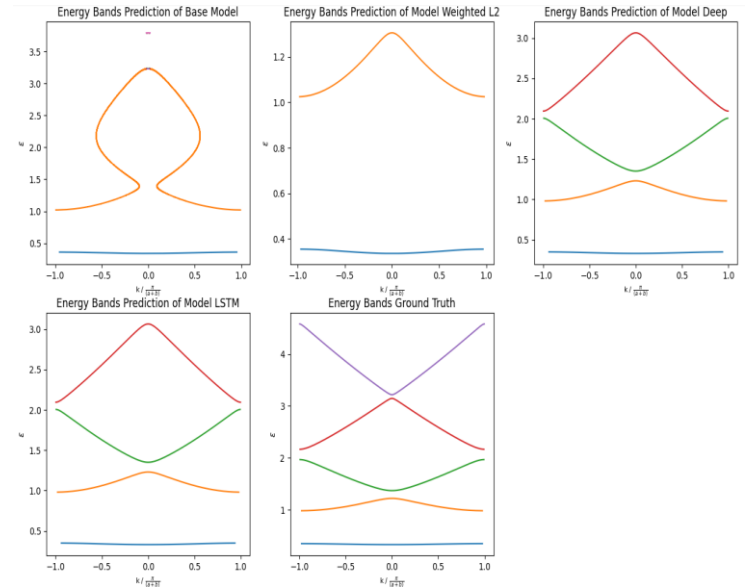 Energy Bands Prediction of Base Model
3.5
3.0
2.5
2.0
1.5
1.0
0.5
ε
-1.0 -0.5 0.0 0.5 1.0
Energy Bands Prediction of Model Weighted L2
1.2
1.0
0.8
0.6
0.4
ε
-1.0 -0.5 0.0 0.5 1.0
Energy Bands Prediction of Model Deep
3.0
2.5
2.0
1.5
1.0
0.5
ε
-1.0 -0.5 0.0 0.5 1.0
Energy Bands Prediction of Model LSTM
3.0
2.5
2.0
1.5
1.0
0.5
ε
-1.0 -0.5 0.0 0.5 1.0
Energy Bands Ground Truth
4
3
2
1
ε
-1.0 -0.5 0.0 0.5 1.0